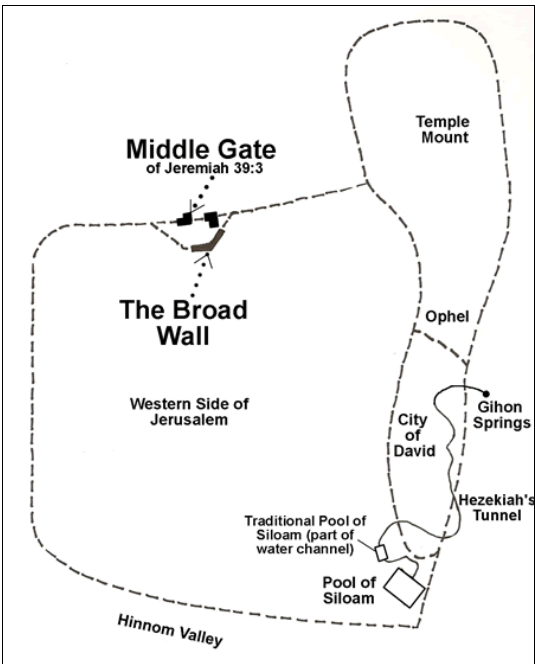 Temple
Mount
Middle Gate
of Jeremiah 39:3
The Broad
Wall
Ophel
Western Side of
Jerusalem
City
of
David
Gihon
Springs
Hezekiah's
Tunnel
Traditional Pool of
Siloam (part of
water channel)
Pool of
Siloam
Hinnom Valley